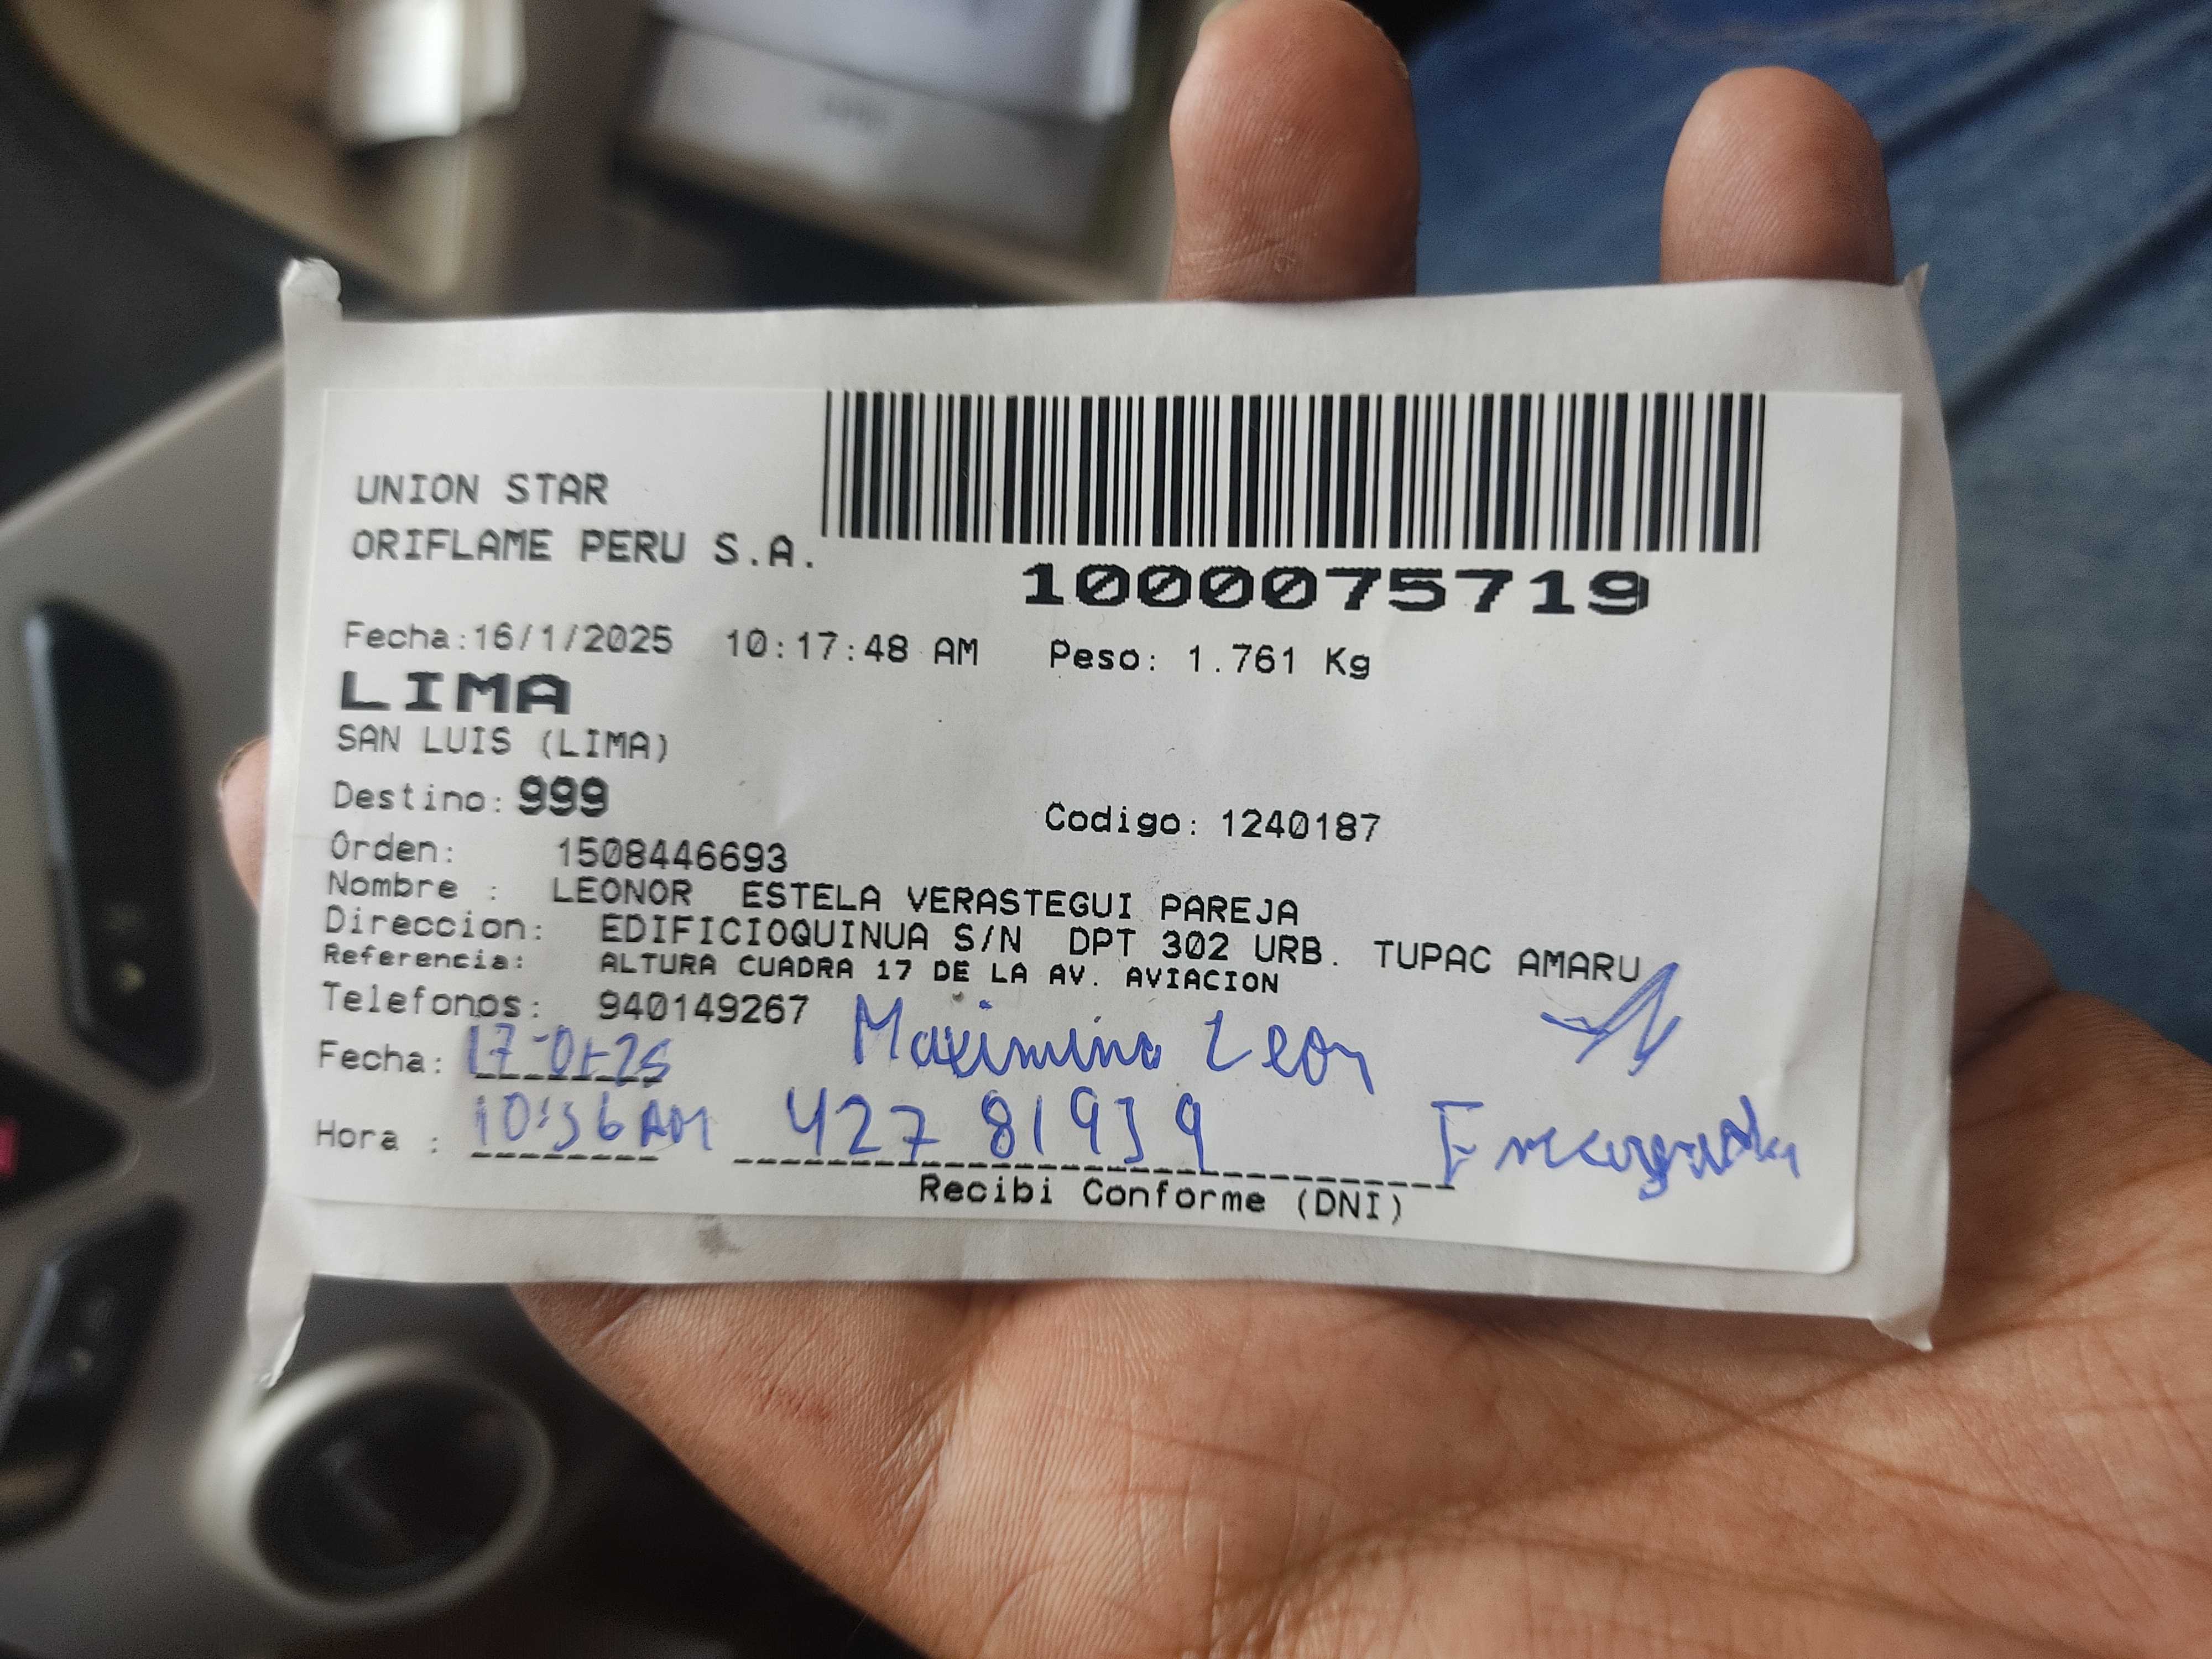 UNION STAR
ORIFLAME PERU S.A.
1000075719
Fecha:16/1/2025 10:17:48 AM Peso: 1.761 Kg
LIMA
SAN LUIS (LIMA)
Destino: 999
Codigo: 1240187
Orden: 1508446693
Nombre : LEONOR ESTELA VERASTEGUI PAREJA
Direccion: EDIFICIOQUINUA S/N DPT 302 URB. TUPAC AMARU
Referencia: ALTURA CUADRA 17 DE LA AV. AVIACION
Telefonos: 940149267
Fecha: 17-01-25 Maximina Leon
Hora : 10:36 AM 42781939 Encargada
Recibi Conforme (DNI)